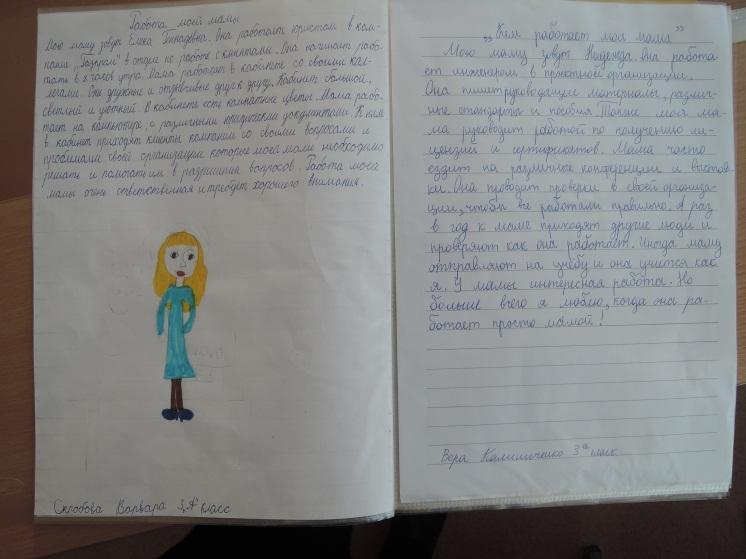 Работа моей мамы
Мою маму зовут Елена Геннадевна. Она работает юристом в ком-
пании "Газпром" в отделе по работе с клиентами. Она начинает рабо-
тать в 8 часов утра. Мама работает в кабинете со своими кол-
легами. Они дружные и отзывчивые друг к другу. Кабинет большой,
светлый и уютный. В кабинете есть комнатные цветы. Мама рабо-
тает на компьютере, с различными юридическими документами. К ним
в кабинет приходят клиенты компании со своими вопросами и
проблемами своей организации которые моей маме необходимо
решать и помогать им в разрешении вопросов. Работа моей
мамы очень ответственная и требует хорошего внимания.
Склобова Варвара 3 "А" класс
„Кем работает моя мама”
Мою маму зовут Надежда. Она работа-
ет инженером в проектной организации.
Она пишет руководящие материалы, различ-
ные стандарты и пособия. Также моя ма-
ма руководит работой по получению ли-
цензией и сертификатов. Мама часто
ездит на различные конференции и выстав-
ки. Она проводит проверки в своей организа-
ции, чтобы все работали правильно. А раз
в год к маме приходят другие люди и
проверяют как она работает. Иногда маму
отправляют на учёбу и она учится как
я. У мамы интересная работа. Но
больше всего я люблю, когда она ра-
ботает просто мамой!
Вера 3 а класс